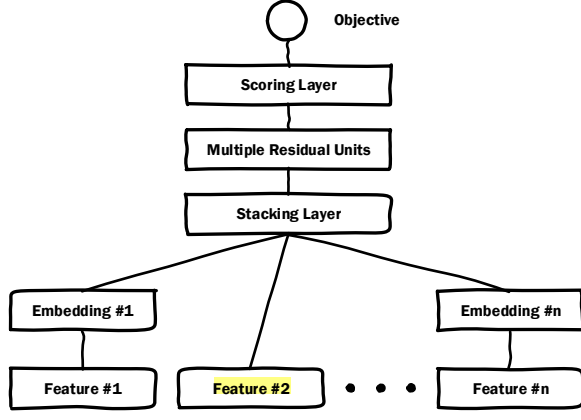 Objective
Scoring Layer
Multiple Residual Units
Stacking Layer
Embedding #1
Embedding #n
Feature #1
Feature #2
Feature #n